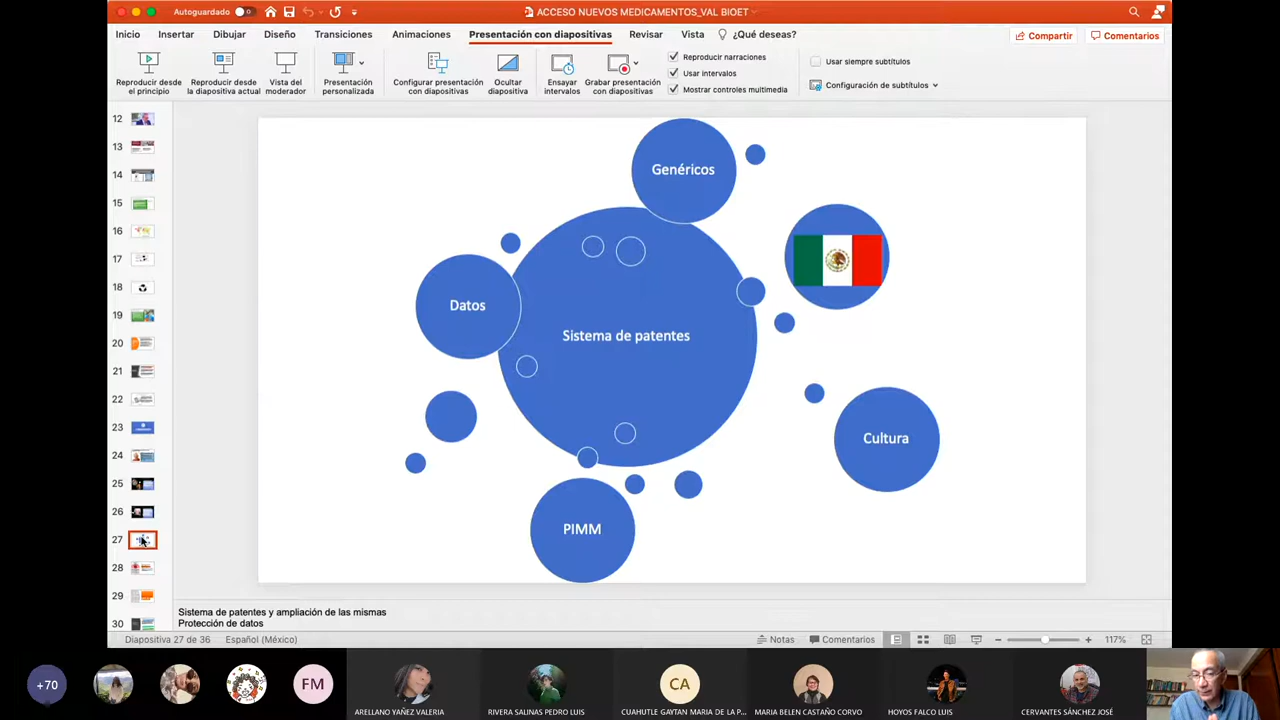 Autoguardado
ACCESO NUEVOS MEDICAMENTOS_VAL BIOET
Inicio Insertar Dibujar Diseño Transiciones Animaciones Presentación con diapositivas Revisar Vista ¿Qué deseas? Compartir Comentarios
Reproducir desde el principio
Reproducir desde la diapositiva actual
Vista del moderador
Presentación personalizada
Configurar presentación con diapositivas
Ocultar diapositiva
Ensayar intervalos
Grabar presentación con diapositivas
Reproducir narraciones
Usar intervalos
Mostrar controles multimedia
Usar siempre subtítulos
Configuración de subtítulos
12
13
14
15
16
17
18
19
20
21
22
23
24
25
26
27
28
29
30
Genéricos
Datos
Sistema de patentes
Cultura
PIMM
Sistema de patentes y ampliación de las mismas
Protección de datos
Diapositiva 27 de 36 Español (México) Notas Comentarios 117%
+70
FM
CA
ARELLANO YAÑEZ VALERIA
RIVERA SALINAS PEDRO LUIS
CUAHUTLE GAYTAN MARIA DE LA P...
MARIA BELEN CASTAÑO CORVO
HOYOS FALCO LUIS
CERVANTES SÁNCHEZ JOSÉ